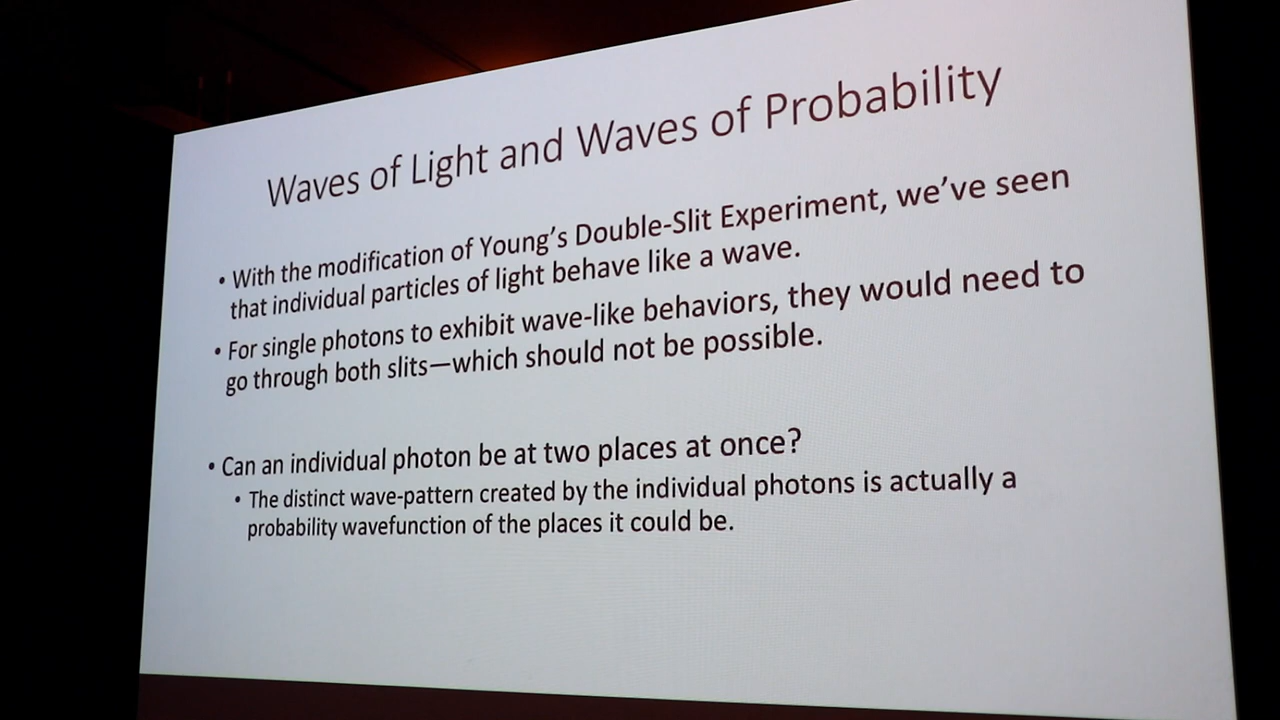 Waves of Light and Waves of Probability
• With the modification of Young's Double-Slit Experiment, we've seen
that individual particles of light behave like a wave.
• For single photons to exhibit wave-like behaviors, they would need to
go through both slits—which should not be possible.
• Can an individual photon be at two places at once?
• The distinct wave-pattern created by the individual photons is actually a
probability wavefunction of the places it could be.